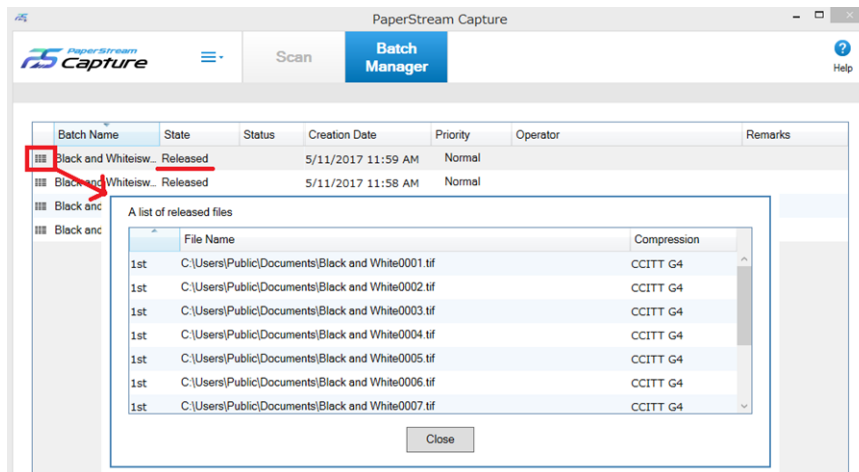 PaperStream Capture
PaperStream
Capture
Scan
Batch
Manager
Help
Batch Name State Status Creation Date Priority Operator Remarks
Black and Whiteisw... Released 5/11/2017 11:59 AM Normal
Black and Whiteisw... Released 5/11/2017 11:58 AM Normal
Black and
Black and
A list of released files
File Name Compression
1st C:\Users\Public\Documents\Black and White0001.tif CCITT G4
1st C:\Users\Public\Documents\Black and White0002.tif CCITT G4
1st C:\Users\Public\Documents\Black and White0003.tif CCITT G4
1st C:\Users\Public\Documents\Black and White0004.tif CCITT G4
1st C:\Users\Public\Documents\Black and White0005.tif CCITT G4
1st C:\Users\Public\Documents\Black and White0006.tif CCITT G4
1st C:\Users\Public\Documents\Black and White0007.tif CCITT G4
Close